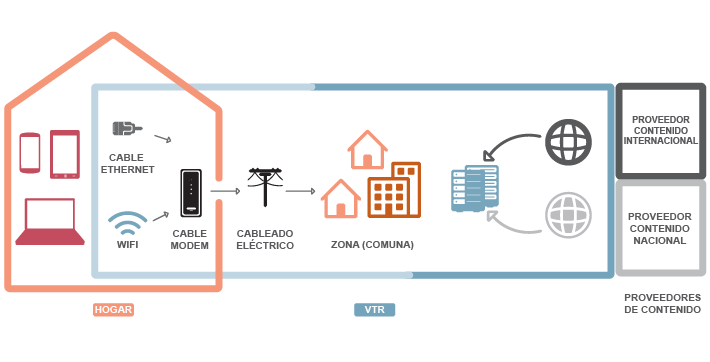 CABLE
ETHERNET
WIFI
CABLE
MODEM
CABLEADO
ELÉCTRICO
ZONA (COMUNA)
PROVEEDOR
CONTENIDO
INTERNACIONAL
PROVEEDOR
CONTENIDO
NACIONAL
HOGAR
VTR
PROVEEDORES
DE CONTENIDO